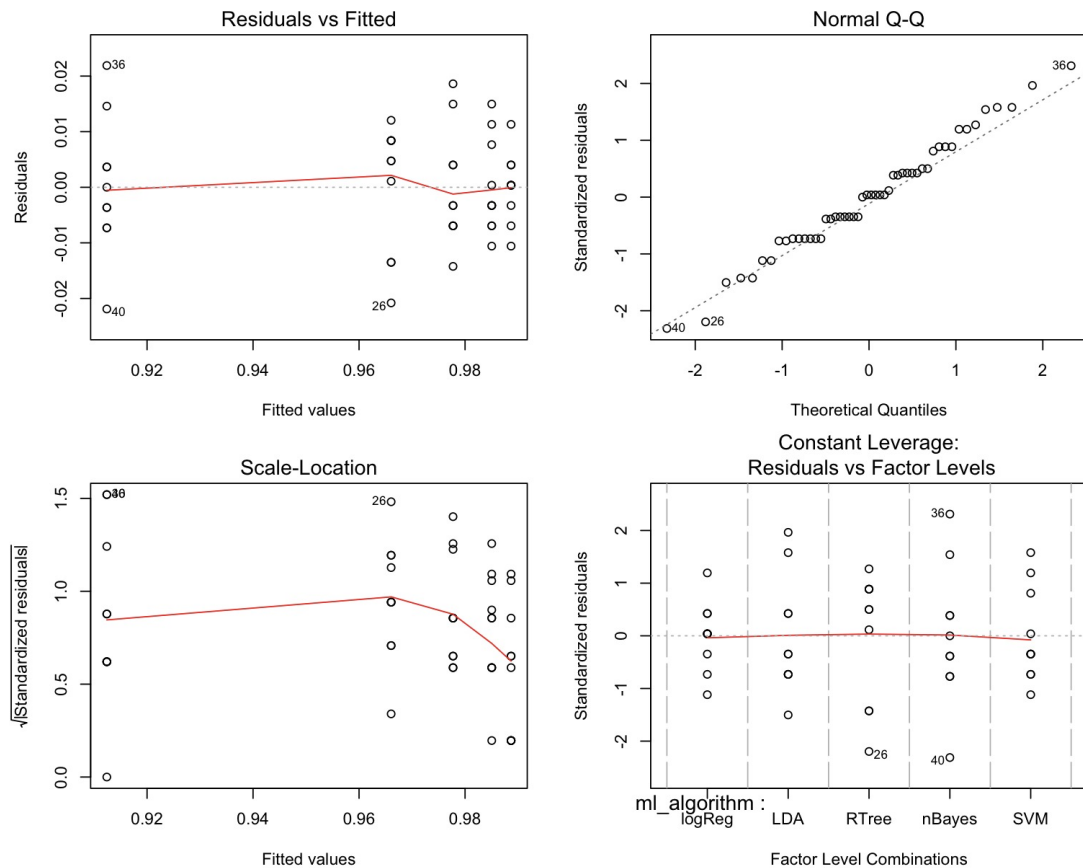 Residuals vs Fitted
Residuals
0.02
0.01
0.00
-0.01
-0.02
36
40
26
0.92
0.94
0.96
0.98
Fitted values
Normal Q-Q
Standardized residuals
2
1
0
-1
-2
36
40
26
-2
-1
0
1
2
Theoretical Quantiles
Scale-Location
√|Standardized residuals|
1.5
1.0
0.5
0.0
26
0.92
0.94
0.96
0.98
Fitted values
Constant Leverage:
Residuals vs Factor Levels
Standardized residuals
2
1
0
-1
-2
36
26
40
ml_algorithm :
logReg
LDA
RTree
nBayes
SVM
Factor Level Combinations